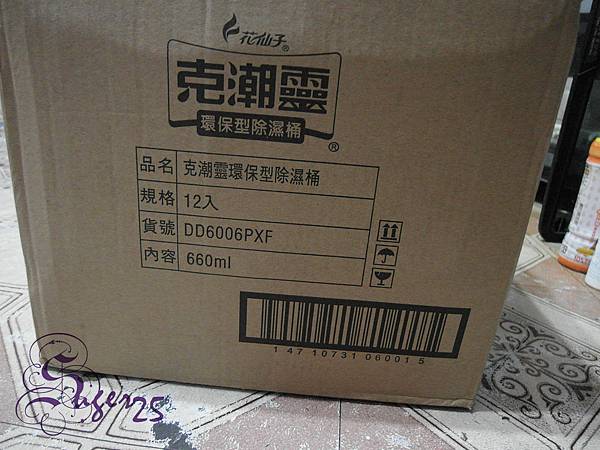 花仙子®
克潮靈
環保型除濕桶
®
品名 克潮靈環保型除濕桶
規格 12入
貨號 DD6006PXF
內容 660ml
1 47 10731 06001 5
Saiger25